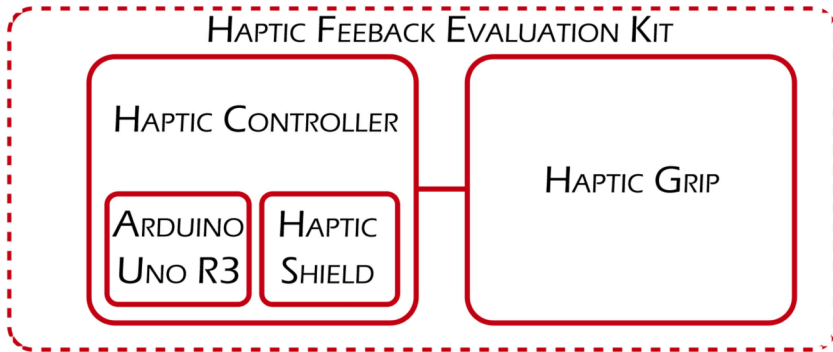 Haptic Feeback Evaluation Kit
Haptic Controller
Haptic Grip
Arduino
Uno R3
Haptic
Shield